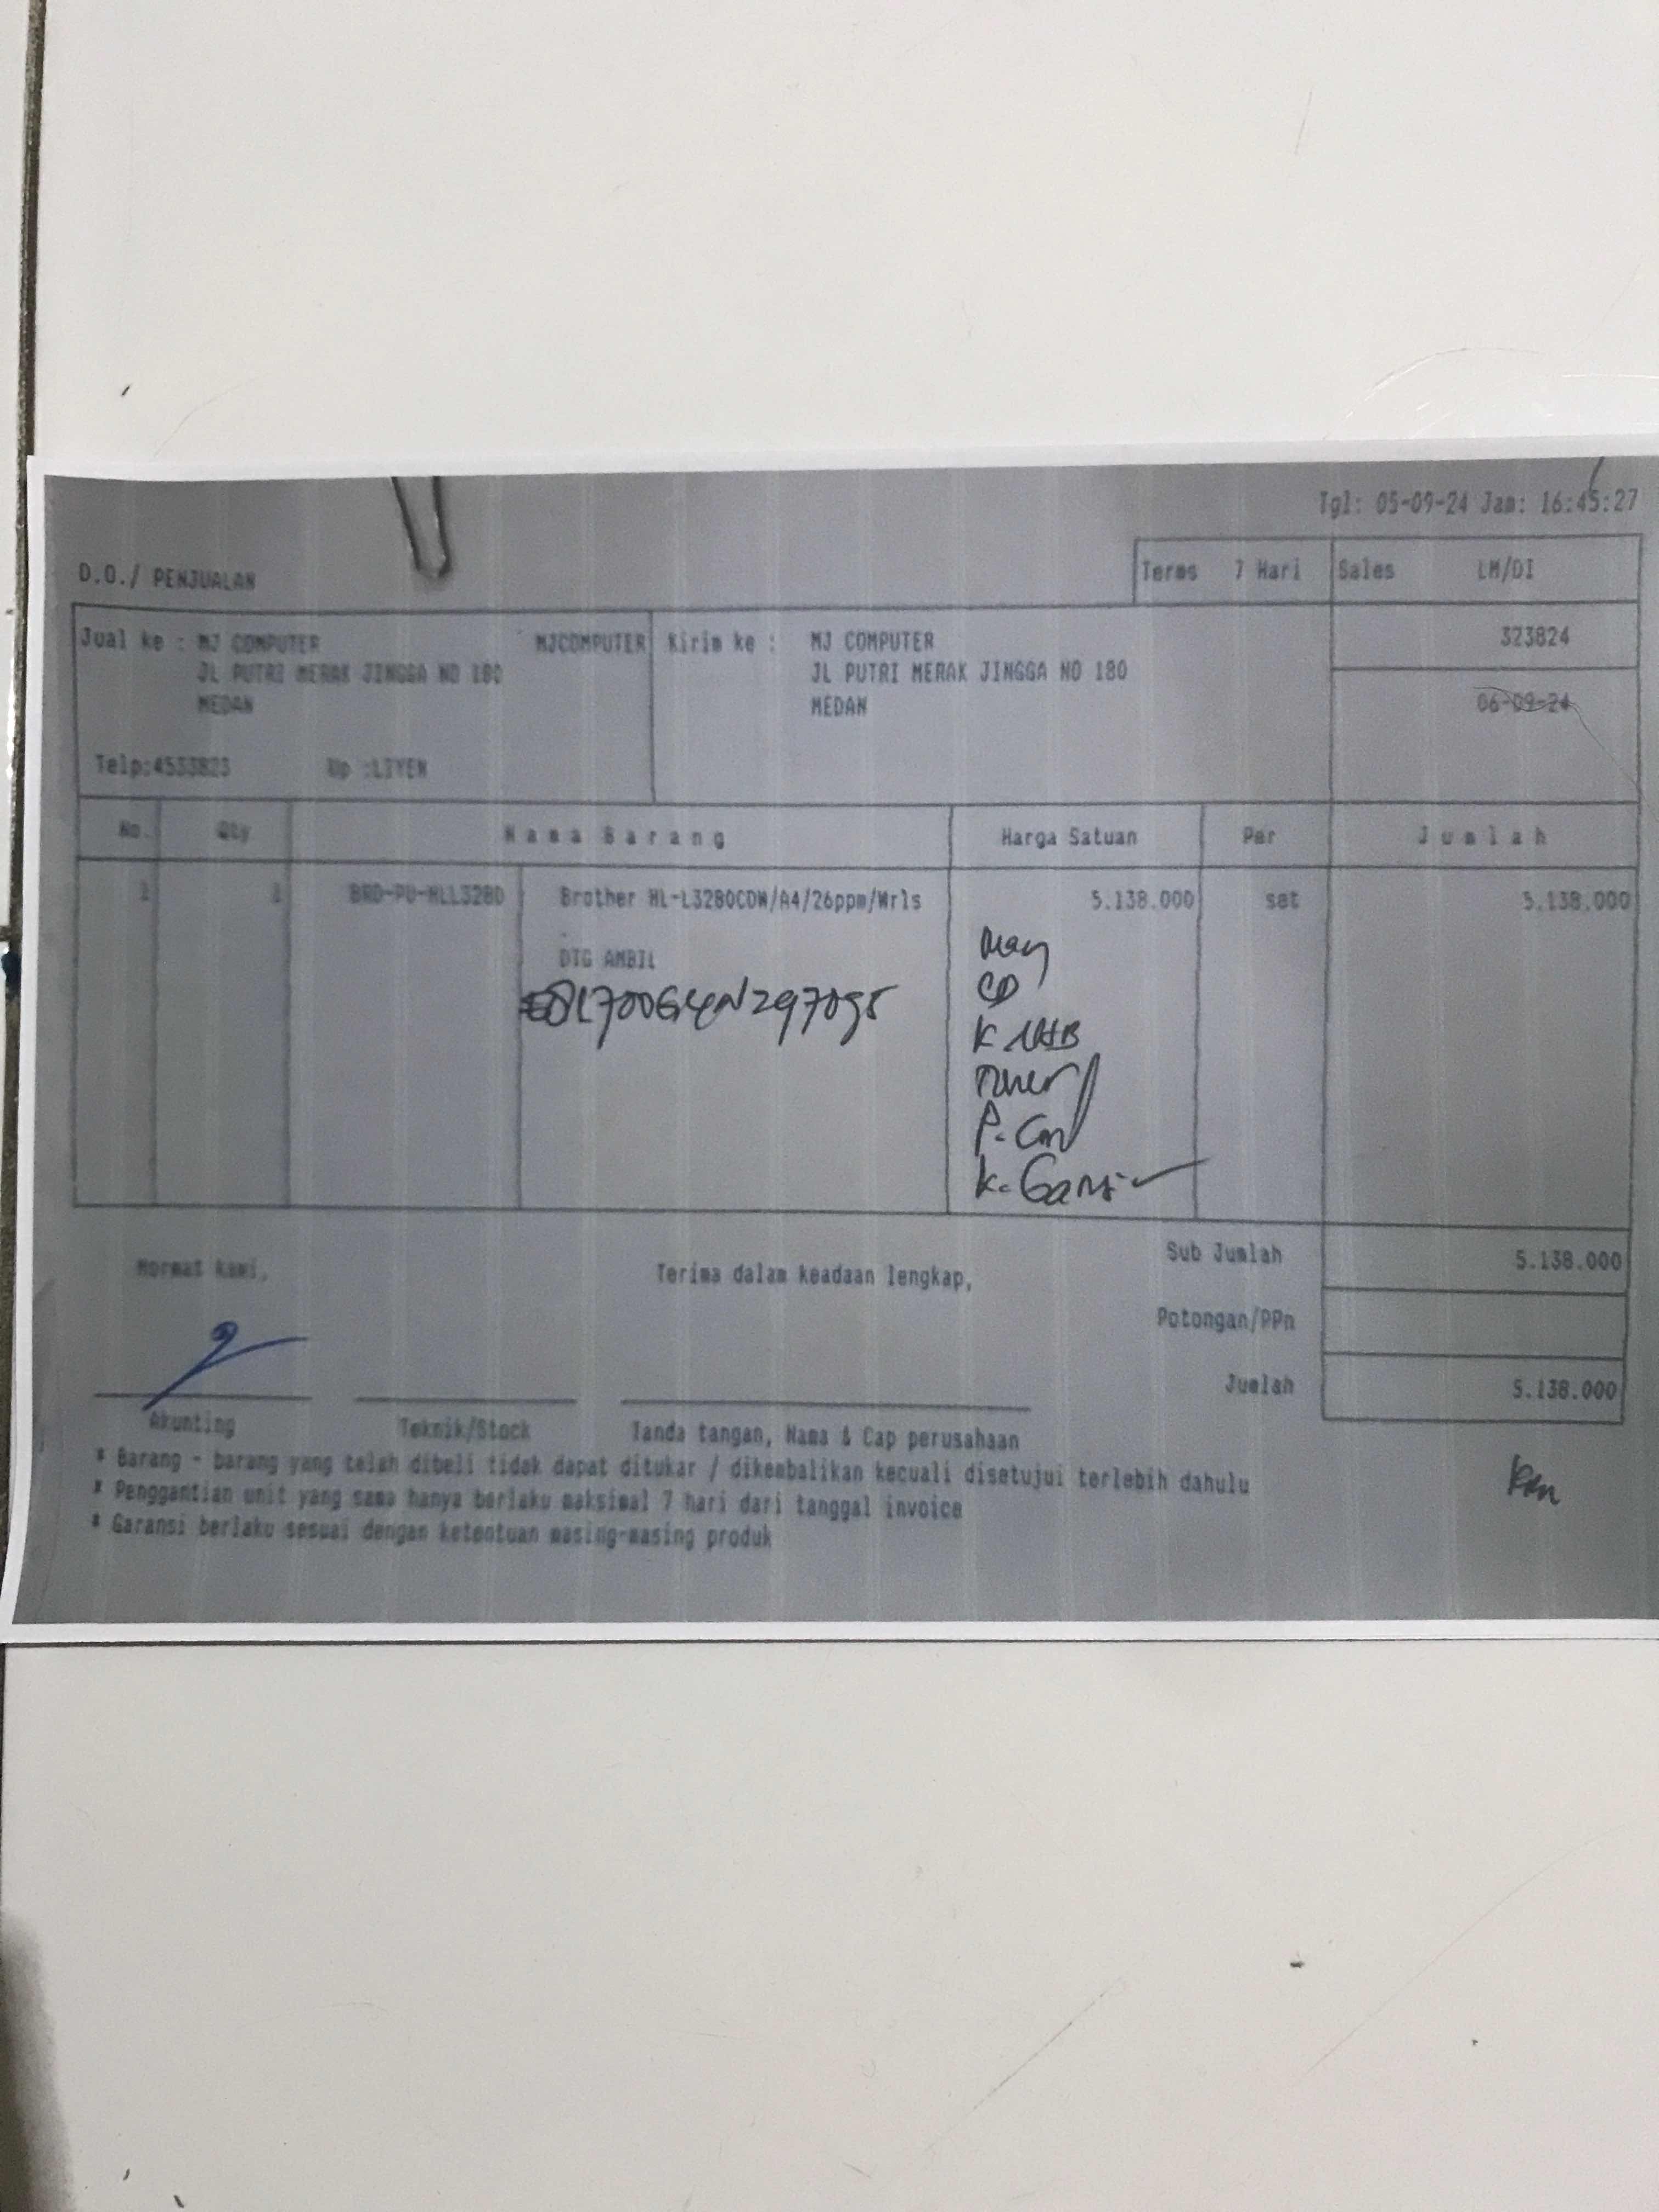 Tgl: 05-09-24 Jam: 16:45:27
D.O./ PENJUALAN
Terms 7 Hari Sales LM/DI
Jual ke : MJ COMPUTER MJCOMPUTER Kirim ke : MJ COMPUTER 323824
JL PUTRI MERAK JINGGA NO 180 JL PUTRI MERAK JINGGA NO 180
MEDAN MEDAN 06-09-24
Telp:4533823 Up :LIYEN
No. Qty Nama Barang Harga Satuan Per Jumlah
1 1 BRO-PU-HLL3280 Brother HL-L3280CDW/A4/26ppm/Wrls 5.138.000 set 5.138.000
DTG AMBIL
CD
K USB
Toner
P. Con
K. Garansi
Sub Jumlah 5.138.000
Hormat kami, Terima dalam keadaan lengkap,
Potongan/PPn
Jumlah 5.138.000
Akunting Teknik/Stock Tanda tangan, Nama & Cap perusahaan
* Barang - barang yang telah dibeli tidak dapat ditukar / dikembalikan kecuali disetujui terlebih dahulu
* Penggantian unit yang sama hanya berlaku maksimal 7 hari dari tanggal invoice
* Garansi berlaku sesuai dengan ketentuan masing-masing produk